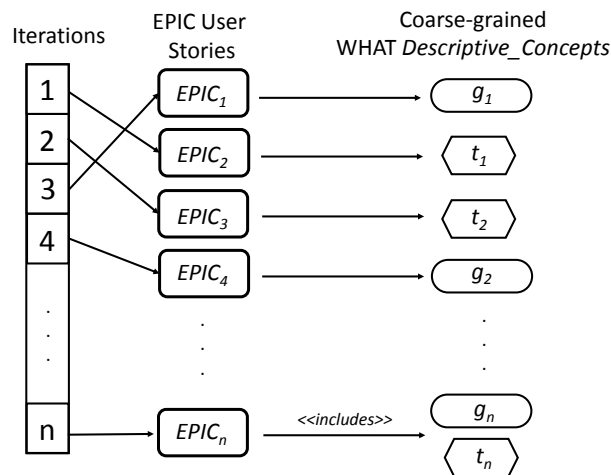 Iterations
EPIC User
Stories
Coarse-grained
WHAT Descriptive_Concepts
1
EPIC1
g1
2
EPIC2
t1
3
EPIC3
t2
4
EPIC4
g2
. . .
. . .
. . .
n
EPICn
<<includes>>
gn
tn